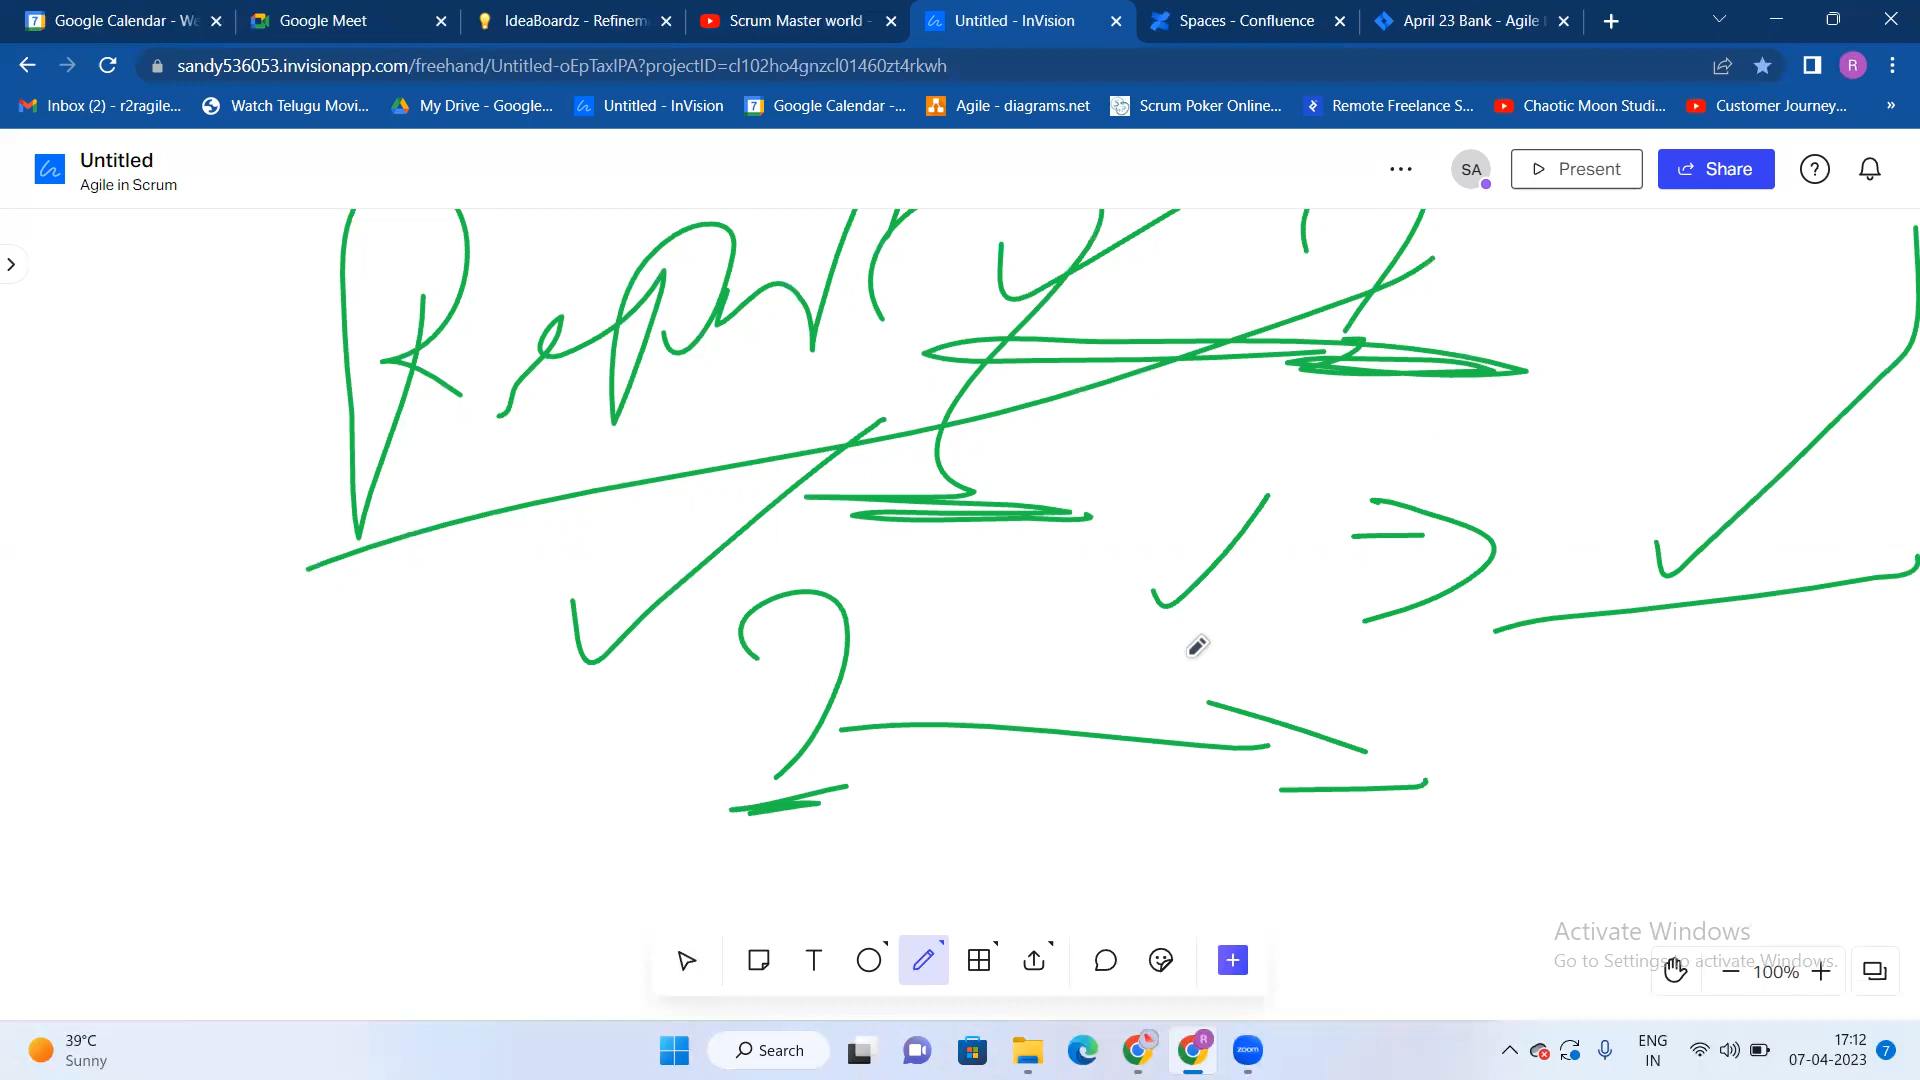 Google Calendar - We
Google Meet
IdeaBoardz - Refinem
Scrum Master world -
Untitled - InVision
Spaces - Confluence
April 23 Bank - Agile
sandy536053.invisionapp.com/freehand/Untitled-oEpTaxIPA?projectID=cl102ho4gnzcl01460zt4rkwh
R
Inbox (2) - r2ragile...
Watch Telugu Movi...
My Drive - Google...
Untitled - InVision
Google Calendar -...
Agile - diagrams.net
Scrum Poker Online...
Remote Freelance S...
Chaotic Moon Studi...
Customer Journey...
»
Untitled
Agile in Scrum
SA
Present
Share
2
Activate Windows
Go to Settings to activate Windows.
100%
39°C
Sunny
Search
zoom
ENG
IN
17:12
07-04-2023
7